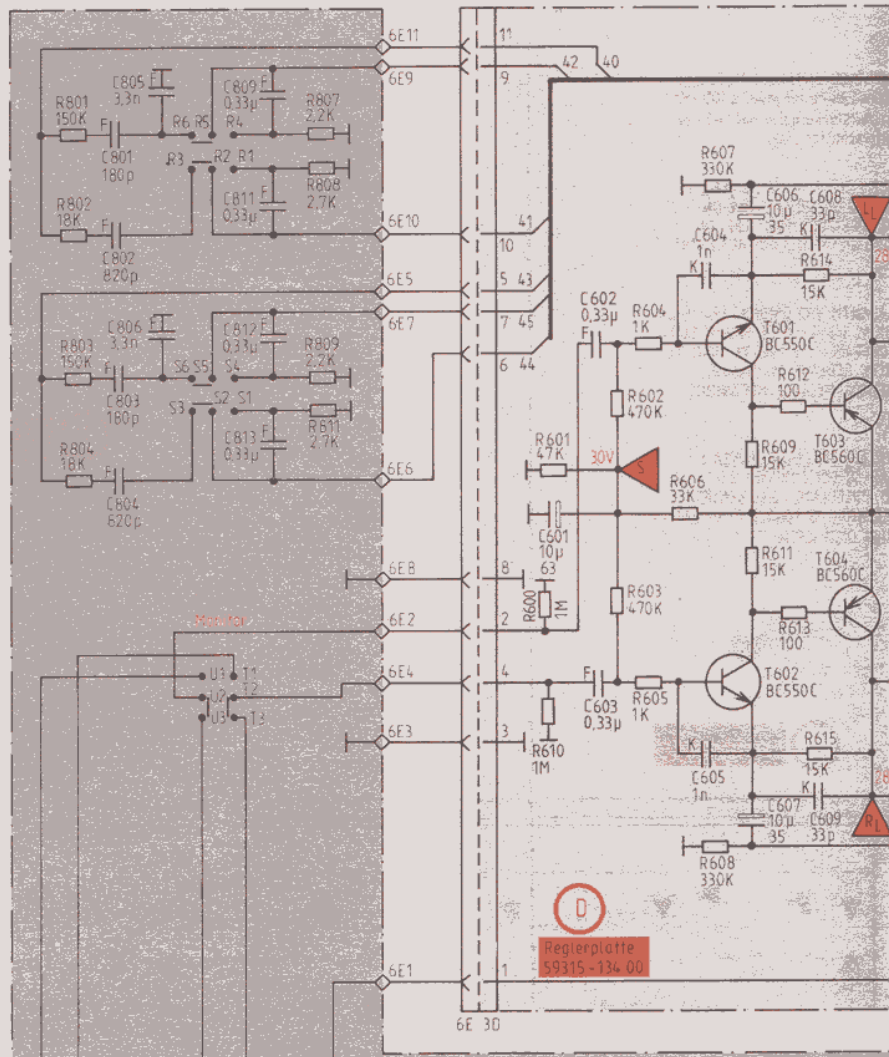 6E11
11
42
40
6E9
9
C805
3,3n
F
C809
0,33µ
F
R801
150K
R807
2,2K
F
C801
180p
R6
R5
R4
R3
R2
R1
R808
2,7K
C811
0,33µ
F
R802
18K
F
C802
820p
6E10
10
41
R607
330K
C606
10µ
35
C608
33p
K
L L
28
C604
1n
K
R614
15K
6E5
5
43
6E7
7
45
6
44
C602
0,33µ
F
R604
1K
T601
BC550C
C806
3,3n
F
C812
0,33µ
F
R803
150K
R809
2,2K
F
C803
180p
S6
S5
S4
S3
S2
S1
R811
2,7K
C813
0,33µ
F
R804
18K
F
C804
820p
6E6
R602
470K
R612
100
T603
BC560C
R601
47K
30V
S
R609
15K
R606
33K
C601
10µ
63
R611
15K
T604
BC560C
6E8
8
R600
1M
R603
470K
6E2
2
R613
100
Monitor
U1
T1
U2
T2
U3
T3
6E4
4
F
C603
0,33µ
R605
1K
T602
BC550C
6E3
3
R610
1M
K
C605
1n
R615
15K
K
C607
10µ
35
C609
33p
28
R L
R608
330K
D
Reglerplatte
59315-134 00
6E1
1
6E
3D